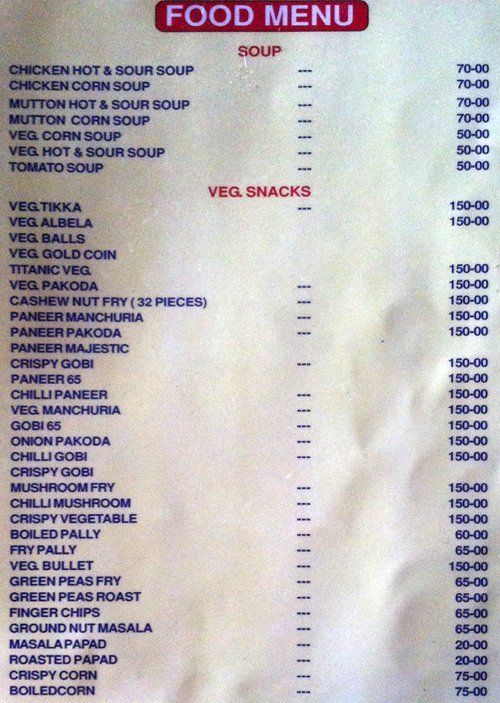 FOOD MENU
SOUP
CHICKEN HOT & SOUR SOUP --- 70-00
CHICKEN CORN SOUP --- 70-00
MUTTON HOT & SOUR SOUP --- 70-00
MUTTON CORN SOUP --- 70-00
VEG. CORN SOUP --- 50-00
VEG. HOT & SOUR SOUP --- 50-00
TOMATO SOUP --- 50-00
VEG. SNACKS
VEG.TIKKA --- 150-00
VEG. ALBELA 150-00
VEG. BALLS
VEG. GOLD COIN
TITANIC VEG. 150-00
VEG. PAKODA --- 150-00
CASHEW NUT FRY ( 32 PIECES) --- 150-00
PANEER MANCHURIA --- 150-00
PANEER PAKODA --- 150-00
PANEER MAJESTIC
CRISPY GOBI --- 150-00
PANEER 65 150-00
CHILLI PANEER --- 150-00
VEG. MANCHURIA --- 150-00
GOBI 65 --- 150-00
ONION PAKODA --- 150-00
CHILLI GOBI --- 150-00
CRISPY GOBI
MUSHROOM FRY --- 150-00
CHILLI MUSHROOM --- 150-00
CRISPY VEGETABLE --- 150-00
BOILED PALLY --- 60-00
FRY PALLY --- 65-00
VEG. BULLET --- 150-00
GREEN PEAS FRY --- 65-00
GREEN PEAS ROAST --- 65-00
FINGER CHIPS --- 65-00
GROUND NUT MASALA --- 65-00
MASALA PAPAD --- 20-00
ROASTED PAPAD --- 20-00
CRISPY CORN --- 75-00
BOILEDCORN --- 75-00